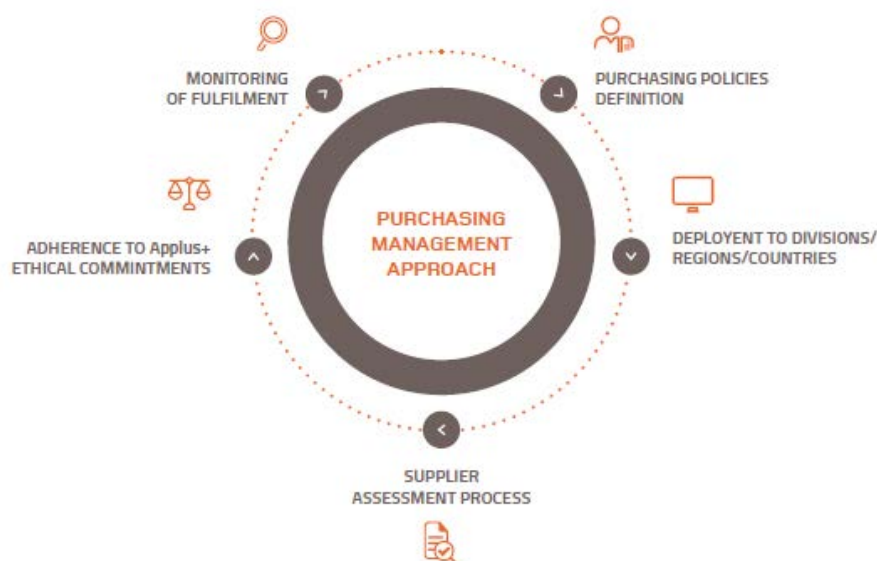 MONITORING
OF FULFILMENT
PURCHASING POLICIES
DEFINITION
ADHERENCE TO Applus+
ETHICAL COMMINTMENTS
PURCHASING
MANAGEMENT
APPROACH
DEPLOYENT TO DIVISIONS/
REGIONS/COUNTRIES
SUPPLIER
ASSESSMENT PROCESS